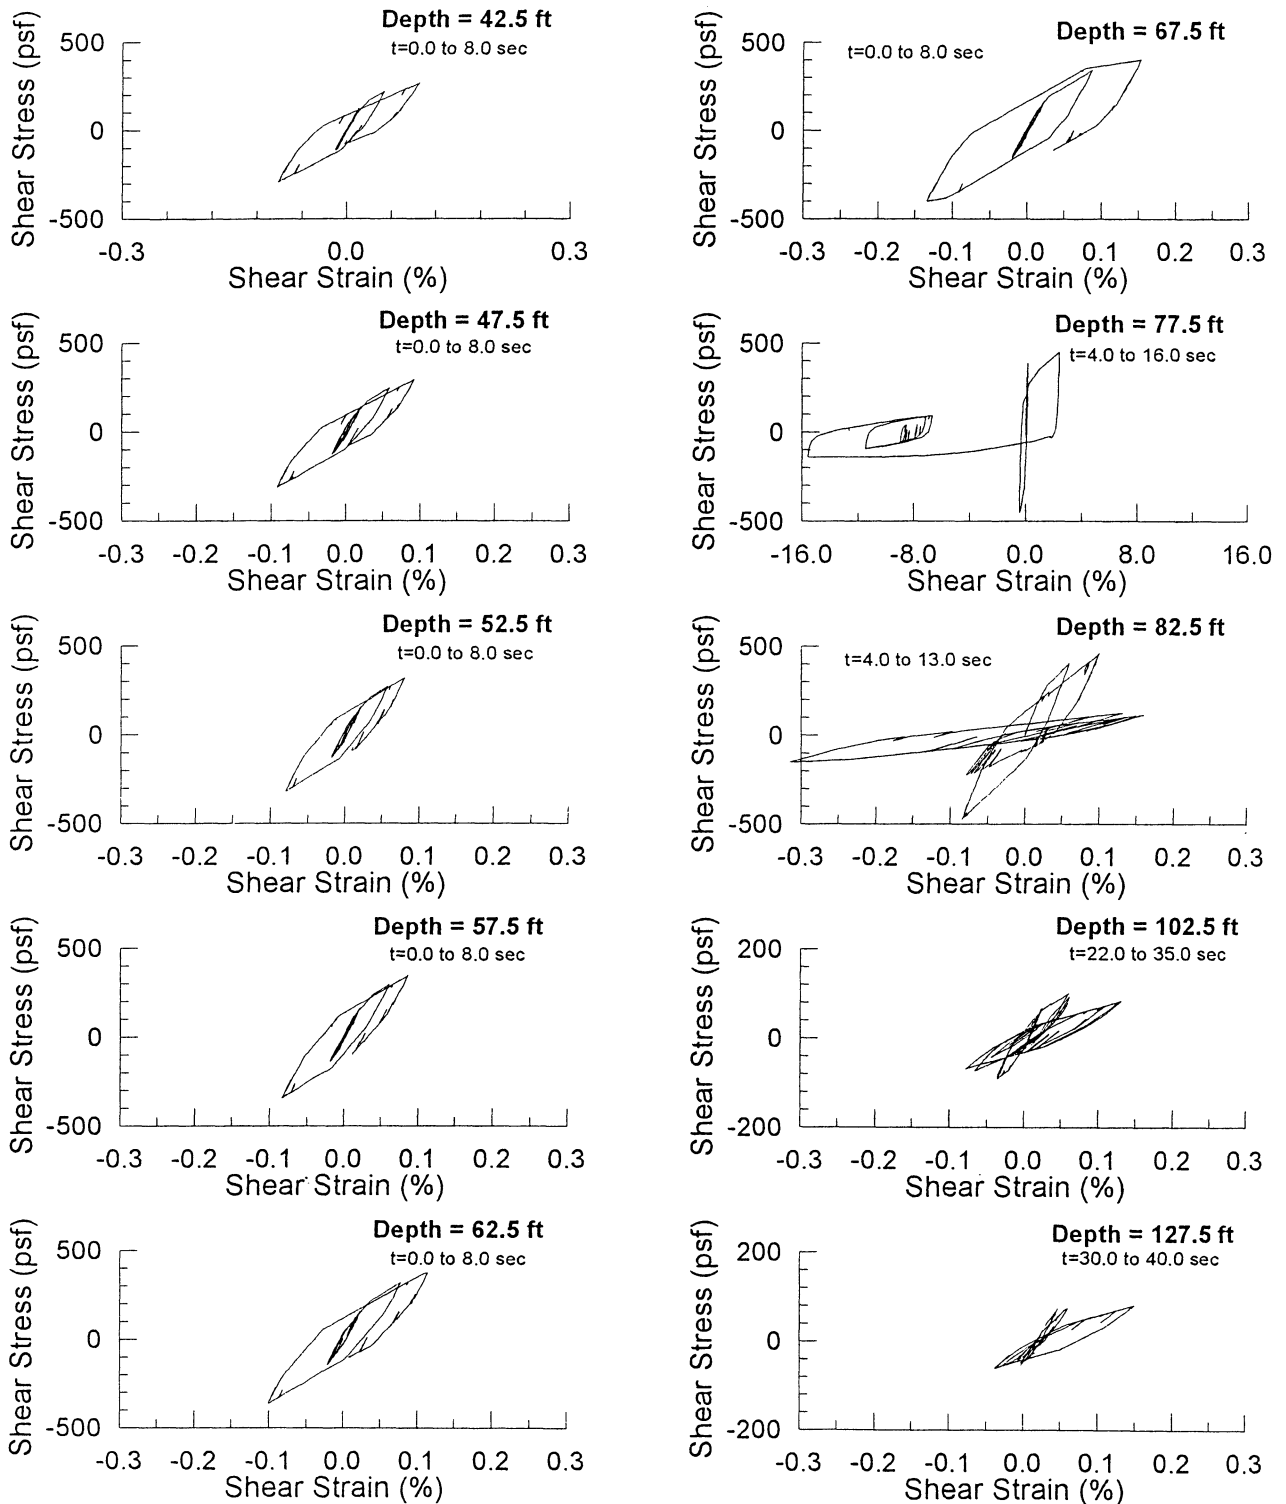 Depth = 42.5 ft
t=0.0 to 8.0 sec
Shear Stress (psf)
500
0
-500
-0.3 0.0 0.3
Shear Strain (%)
Depth = 47.5 ft
t=0.0 to 8.0 sec
Shear Stress (psf)
500
0
-500
-0.3 -0.2 -0.1 0.0 0.1 0.2 0.3
Shear Strain (%)
Depth = 52.5 ft
t=0.0 to 8.0 sec
Shear Stress (psf)
500
0
-500
-0.3 -0.2 -0.1 0.0 0.1 0.2 0.3
Shear Strain (%)
Depth = 57.5 ft
t=0.0 to 8.0 sec
Shear Stress (psf)
500
0
-500
-0.3 -0.2 -0.1 0.0 0.1 0.2 0.3
Shear Strain (%)
Depth = 62.5 ft
t=0.0 to 8.0 sec
Shear Stress (psf)
500
0
-500
-0.3 -0.2 -0.1 0.0 0.1 0.2 0.3
Shear Strain (%)
Depth = 67.5 ft
t=0.0 to 8.0 sec
Shear Stress (psf)
500
0
-500
-0.3 -0.2 -0.1 0.0 0.1 0.2 0.3
Shear Strain (%)
Depth = 77.5 ft
t=4.0 to 16.0 sec
Shear Stress (psf)
500
0
-500
-16.0 -8.0 0.0 8.0 16.0
Shear Strain (%)
Depth = 82.5 ft
t=4.0 to 13.0 sec
Shear Stress (psf)
500
0
-500
-0.3 -0.2 -0.1 0.0 0.1 0.2 0.3
Shear Strain (%)
Depth = 102.5 ft
t=22.0 to 35.0 sec
Shear Stress (psf)
200
0
-200
-0.3 -0.2 -0.1 0.0 0.1 0.2 0.3
Shear Strain (%)
Depth = 127.5 ft
t=30.0 to 40.0 sec
Shear Stress (psf)
200
0
-200
-0.3 -0.2 -0.1 0.0 0.1 0.2 0.3
Shear Strain (%)